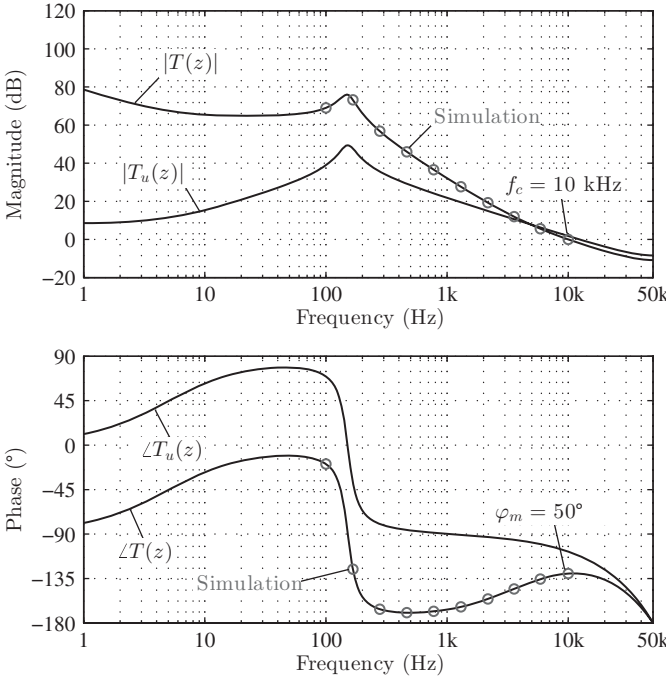 120
100
80
60
40
20
0
−20
Magnitude (dB)
|T(z)|
|Tᵤ(z)|
Simulation
f_c = 10 kHz
1
10
100
1k
10k
50k
Frequency (Hz)
90
45
0
−45
−90
−135
−180
Phase (°)
∠Tᵤ(z)
∠T(z)
Simulation
φ_m = 50°
1
10
100
1k
10k
50k
Frequency (Hz)